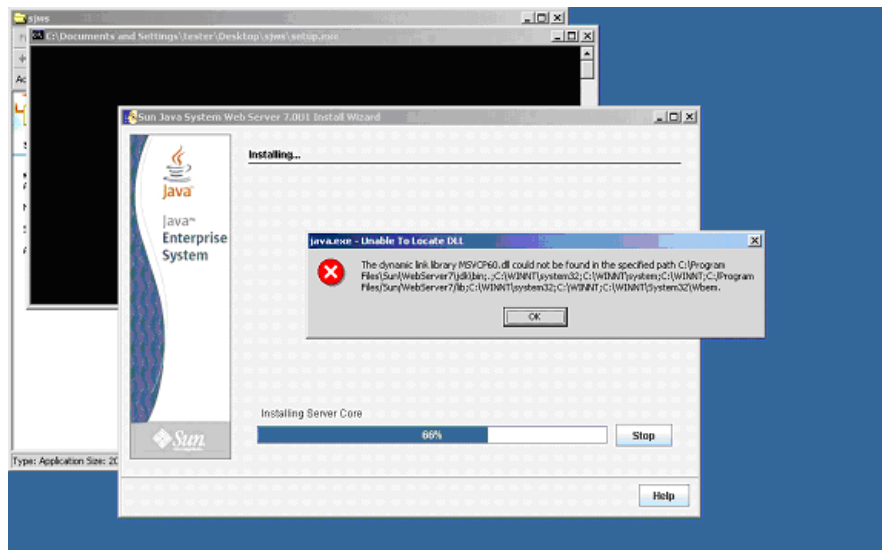 sjws
C:\Documents and Settings\tester\Desktop\sjws\setup.exe
Sun Java System Web Server 7.0U1 Install Wizard
Installing...
Java
Java™
Enterprise
System
java.exe - Unable To Locate DLL
The dynamic link library MSVCP60.dll could not be found in the specified path C:\Program
Files\Sun\WebServer7\jdk\bin;.;C:\WINNT\system32;C:\WINNT\system;C:\WINNT;C:/Program
Files/Sun/WebServer7/lib;C:\WINNT\system32;C:\WINNT;C:\WINNT\System32\Wbem.
OK
Installing Server Core
66%
Stop
Sun
Type: Application Size: 20
Help